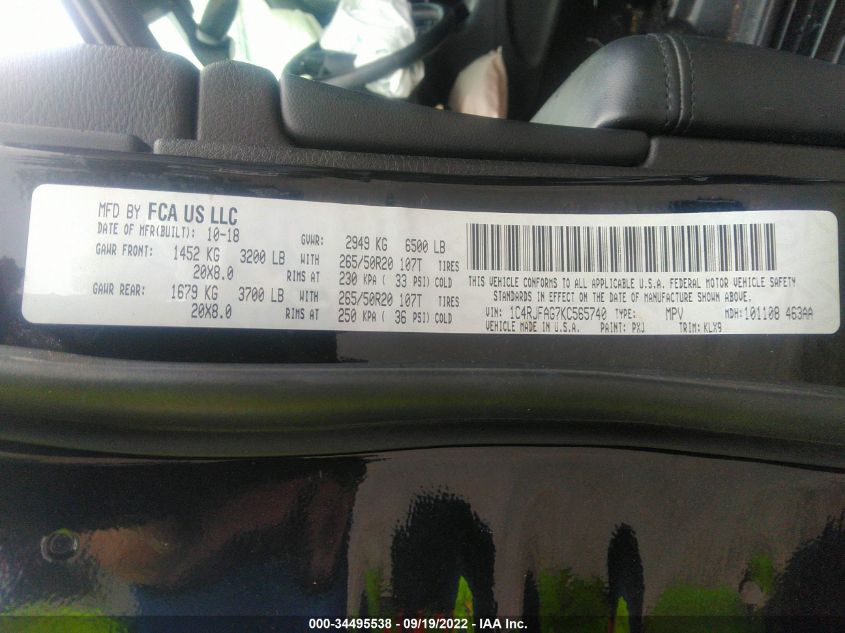 MFD BY FCA US LLC
DATE OF MFR(BUILT): 10-18 GVWR: 2949 KG 6500 LB
GAWR FRONT: 1452 KG 3200 LB WITH 265/50R20 107T TIRES
20X8.0 RIMS AT 230 KPA ( 33 PSI) COLD
GAWR REAR: 1679 KG 3700 LB WITH 265/50R20 107T TIRES
20X8.0 RIMS AT 250 KPA ( 36 PSI) COLD
THIS VEHICLE CONFORMS TO ALL APPLICABLE U.S.A. FEDERAL MOTOR VEHICLE SAFETY
STANDARDS IN EFFECT ON THE DATE OF MANUFACTURE SHOWN ABOVE.
VIN: 1C4RJFAG7KC565740 TYPE: MPV MDH: 101108 463AA
VEHICLE MADE IN U.S.A. PAINT: PXJ TRIM: KLX9
000-34495538 - 09/19/2022 - IAA Inc.